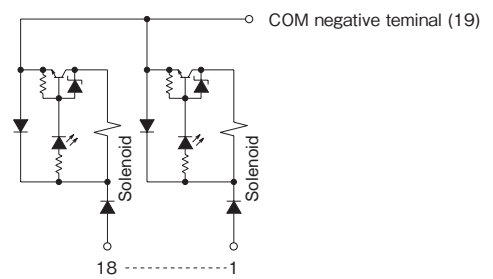 COM negative teminal (19)
Solenoid
Solenoid
18 --------------- 1